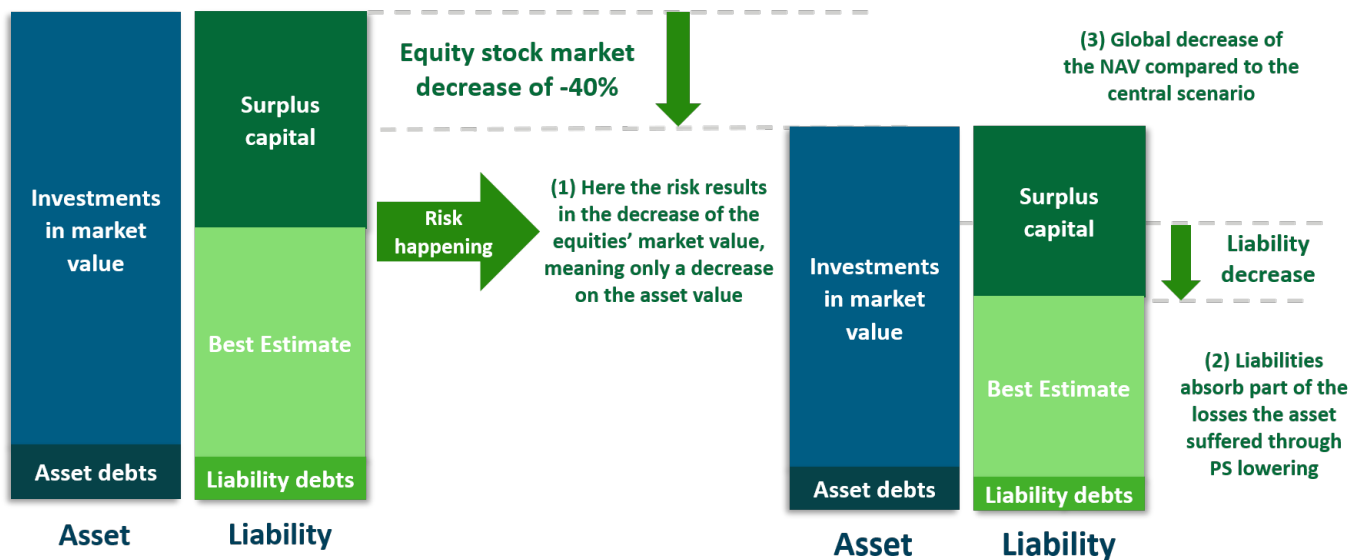 Investments
in market
value
Asset debts
Asset
Surplus
capital
Best Estimate
Liability debts
Liability
Equity stock market
decrease of -40%
Risk
happening
(1) Here the risk results
in the decrease of the
equities’ market value,
meaning only a decrease
on the asset value
Investments
in market
value
Asset debts
Asset
Surplus
capital
Best Estimate
Liability debts
Liability
(3) Global decrease of
the NAV compared to the
central scenario
Liability
decrease
(2) Liabilities
absorb part of the
losses the asset
suffered through
PS lowering